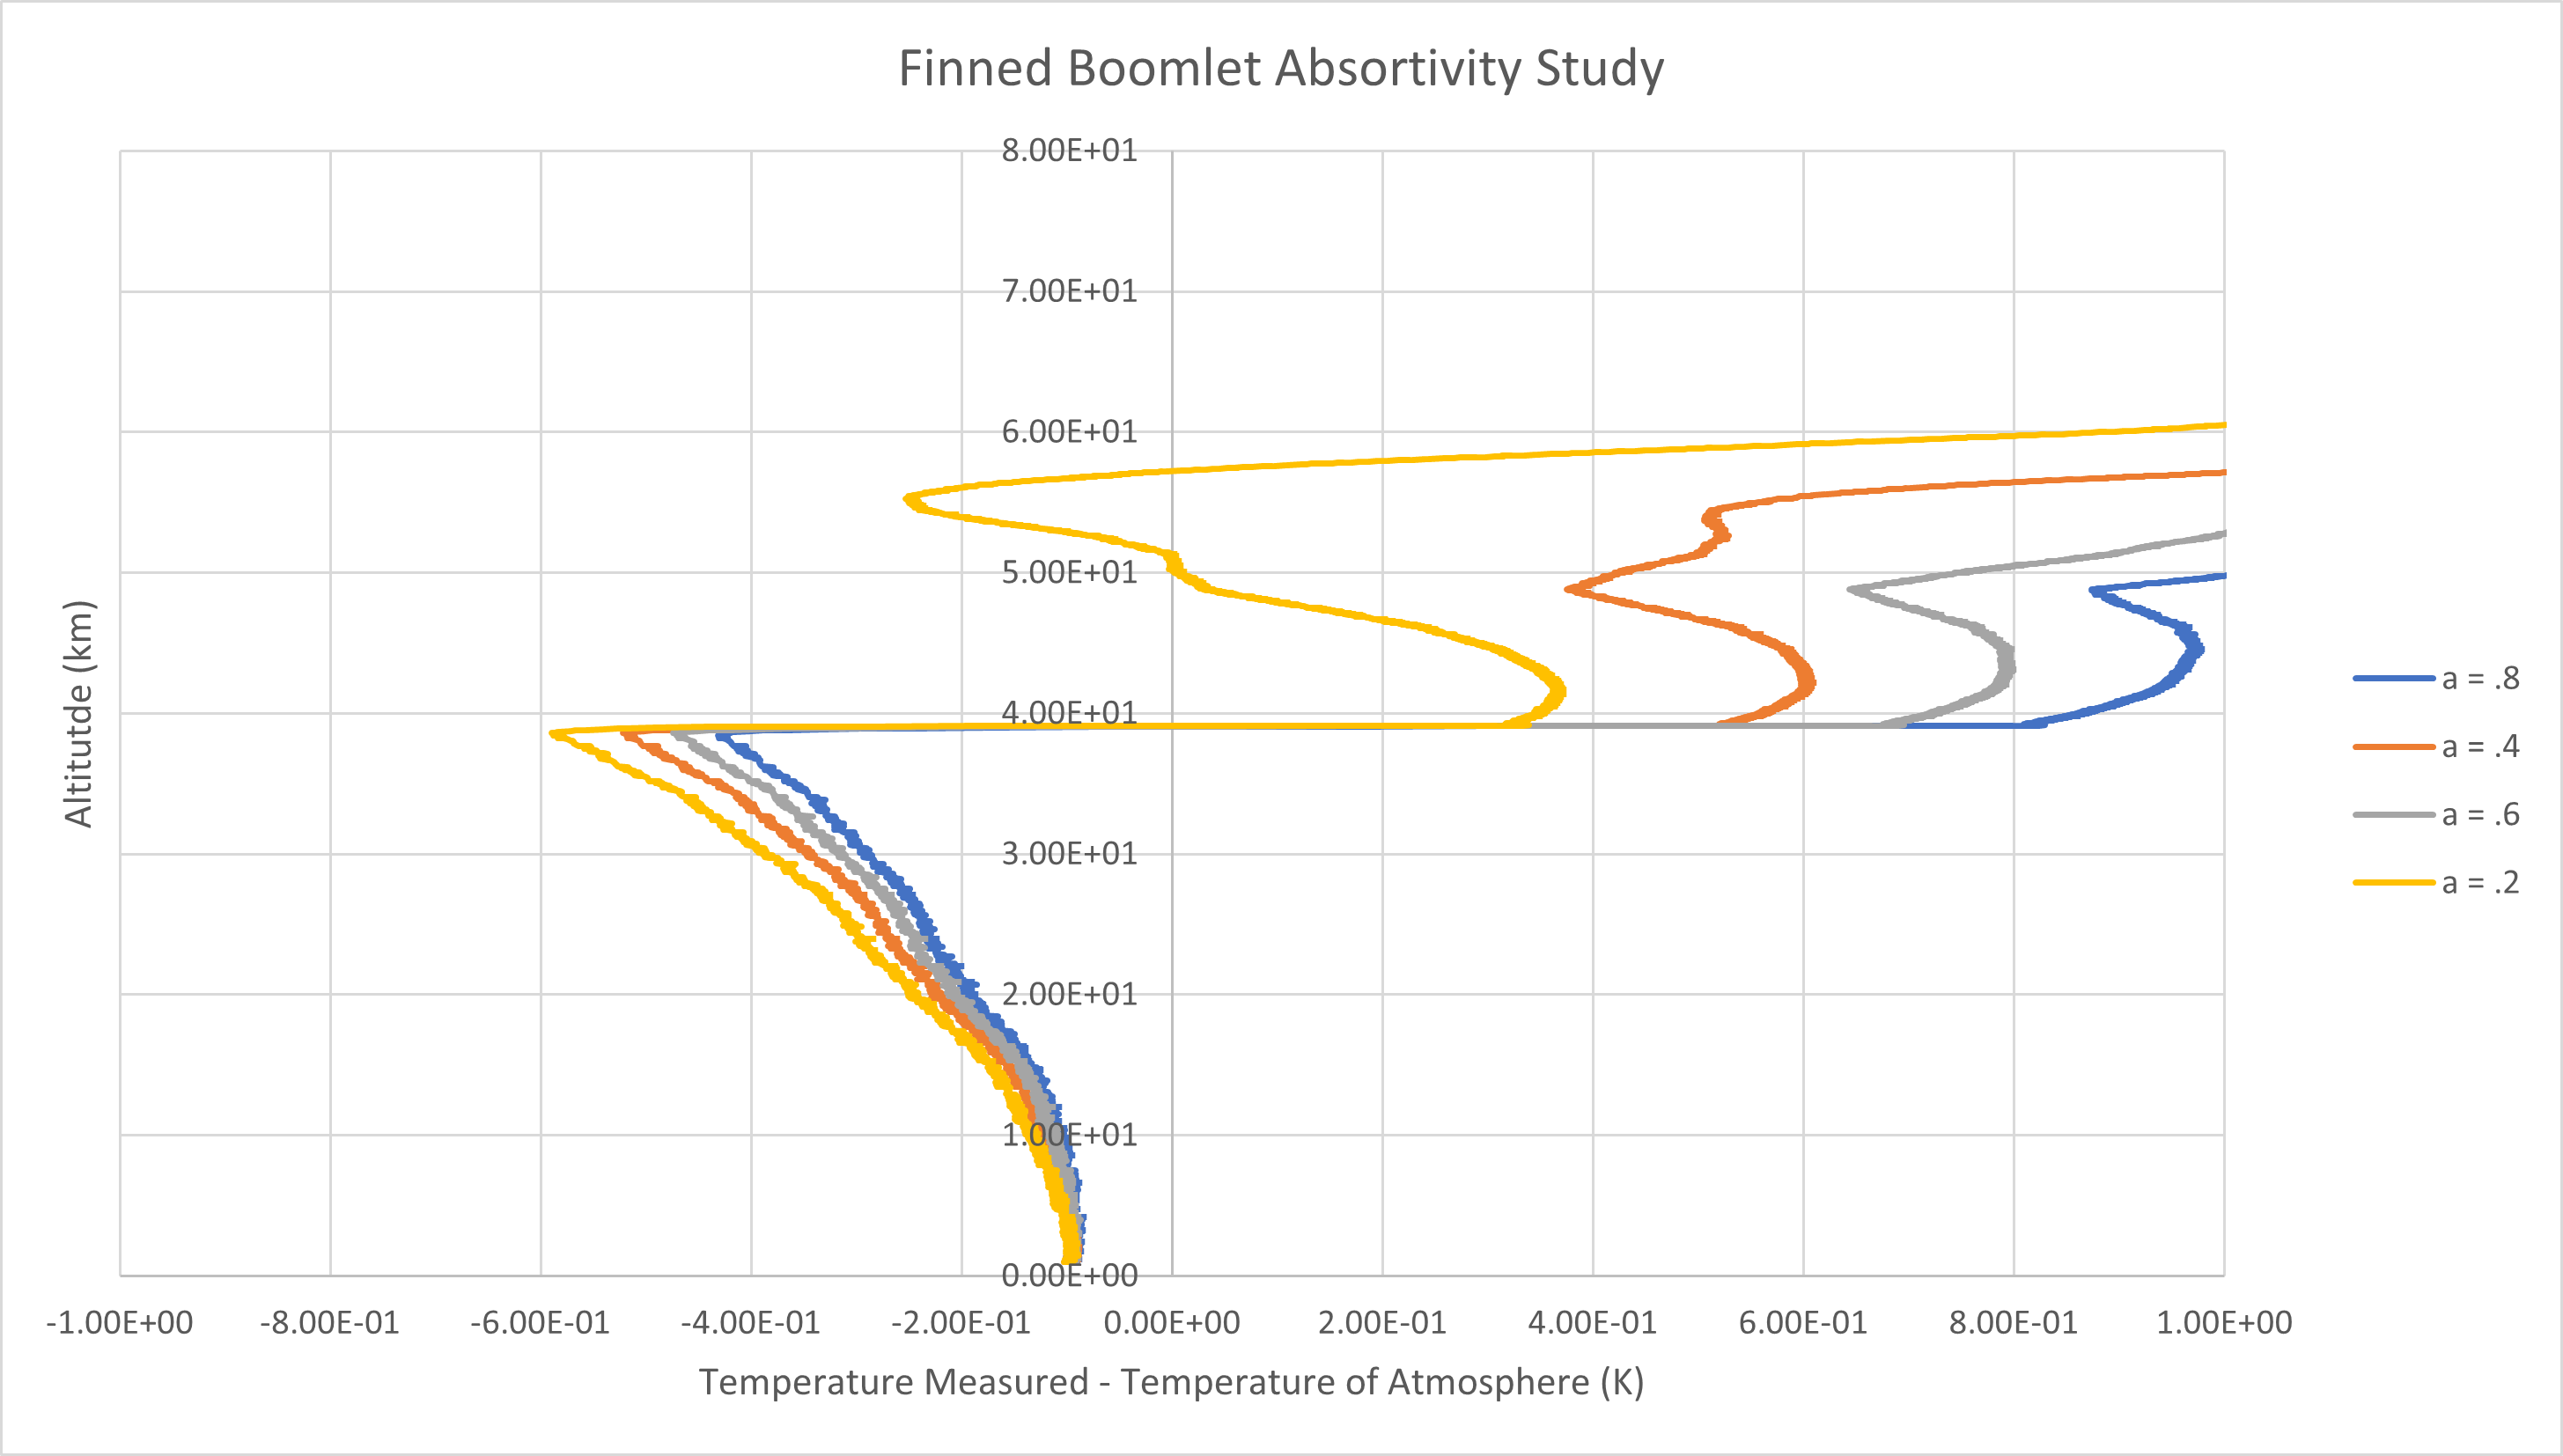 Finned Boomlet Absortivity Study
8.00E+01
7.00E+01
6.00E+01
5.00E+01
4.00E+01
3.00E+01
2.00E+01
1.00E+01
0.00E+00
Altitutde (km)
-1.00E+00 -8.00E-01 -6.00E-01 -4.00E-01 -2.00E-01 0.00E+00 2.00E-01 4.00E-01 6.00E-01 8.00E-01 1.00E+00
Temperature Measured - Temperature of Atmosphere (K)
a = .8
a = .4
a = .6
a = .2